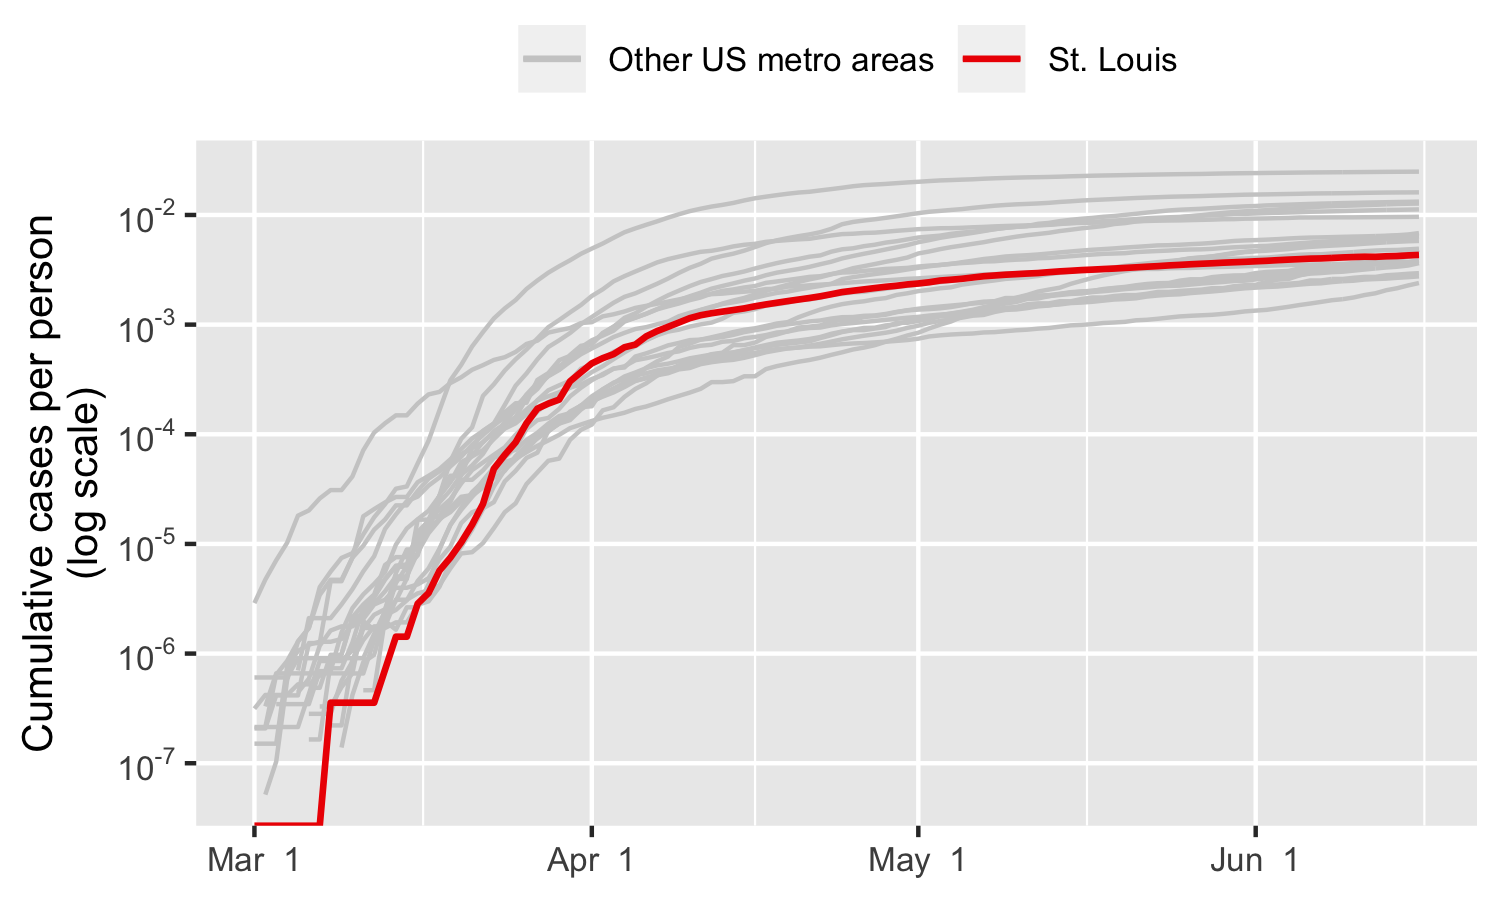 Other US metro areas St. Louis
Cumulative cases per person
(log scale)
10-2
10-3
10-4
10-5
10-6
10-7
Mar 1 Apr 1 May 1 Jun 1